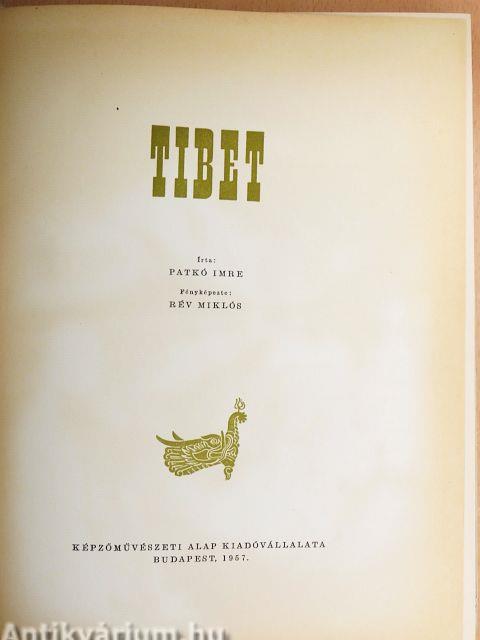 TIBET
Írta:
PATKÓ IMRE
Fényképezte:
RÉV MIKLÓS
KÉPZŐMŰVÉSZETI ALAP KIADÓVÁLLALATA
BUDAPEST, 1957.
Antikvárium.hu